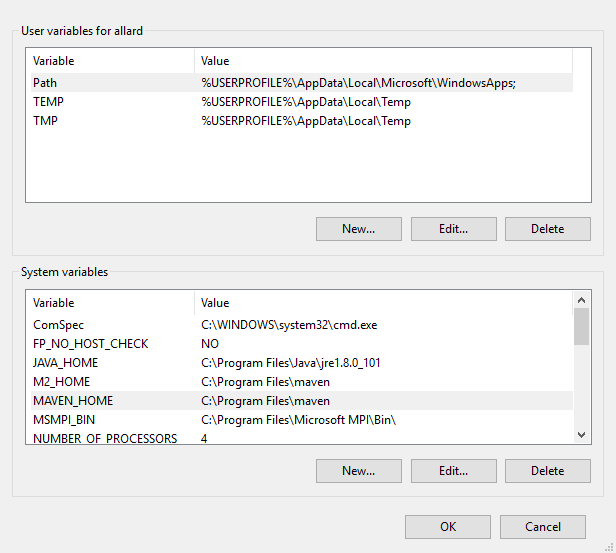 User variables for allard
Variable Value
Path %USERPROFILE%\AppData\Local\Microsoft\WindowsApps;
TEMP %USERPROFILE%\AppData\Local\Temp
TMP %USERPROFILE%\AppData\Local\Temp
New... Edit... Delete
System variables
Variable Value
ComSpec C:\WINDOWS\system32\cmd.exe
FP_NO_HOST_CHECK NO
JAVA_HOME C:\Program Files\Java\jre1.8.0_101
M2_HOME C:\Program Files\maven
MAVEN_HOME C:\Program Files\maven
MSMPI_BIN C:\Program Files\Microsoft MPI\Bin\
NUMBER_OF_PROCESSORS 4
New... Edit... Delete
OK Cancel